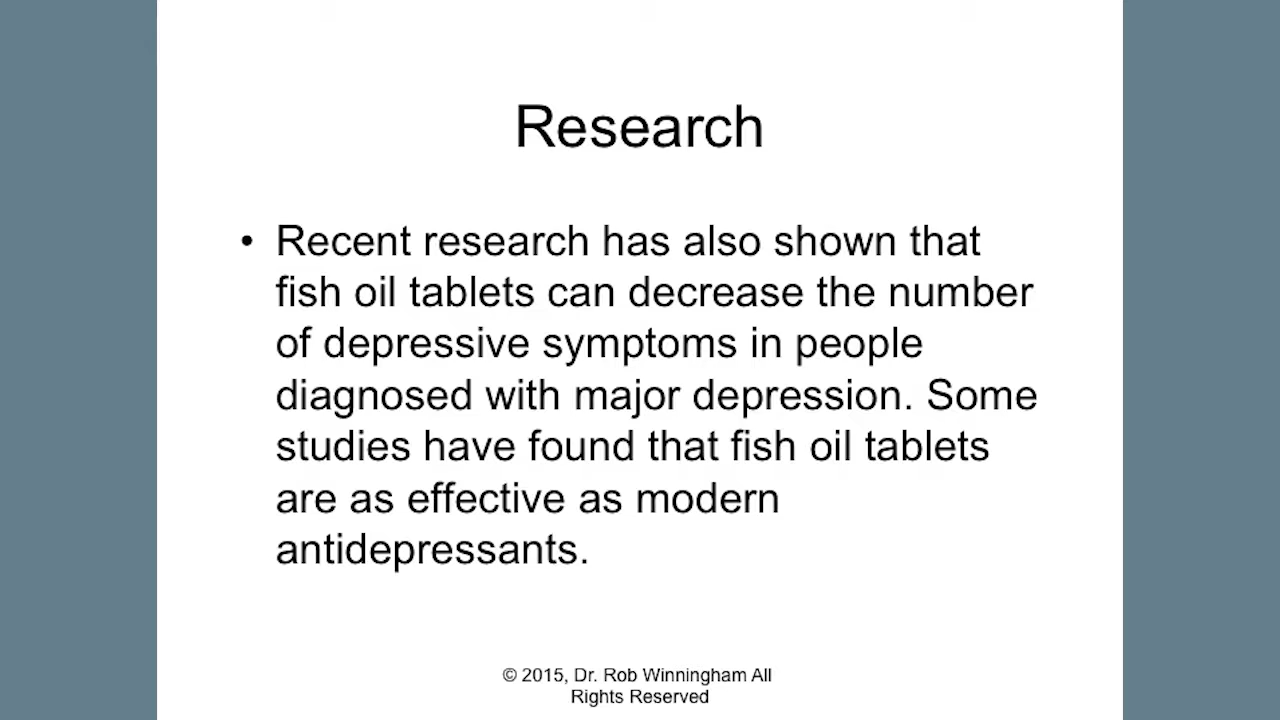 Research
• Recent research has also shown that
fish oil tablets can decrease the number
of depressive symptoms in people
diagnosed with major depression. Some
studies have found that fish oil tablets
are as effective as modern
antidepressants.
© 2015, Dr. Rob Winningham All
Rights Reserved